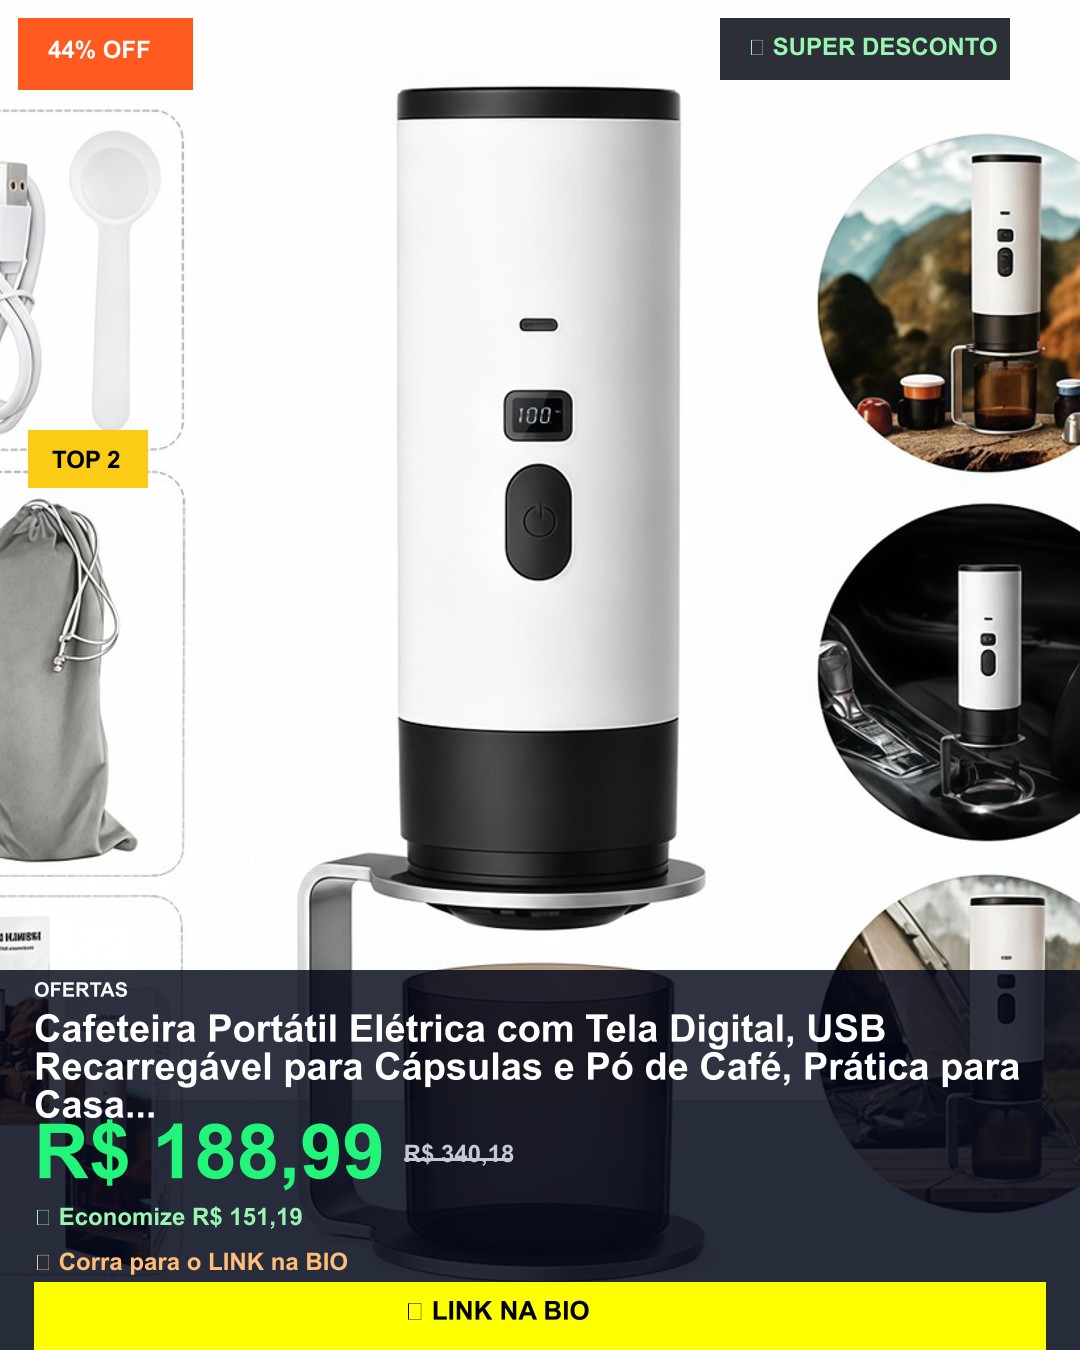 44% OFF
SUPER DESCONTO
100
TOP 2
OFERTAS
Cafeteira Portátil Elétrica com Tela Digital, USB
Recarregável para Cápsulas e Pó de Café, Prática para
Casa...
R$ 188,99 R$ 340,18
Economize R$ 151,19
Corra para o LINK na BIO
LINK NA BIO